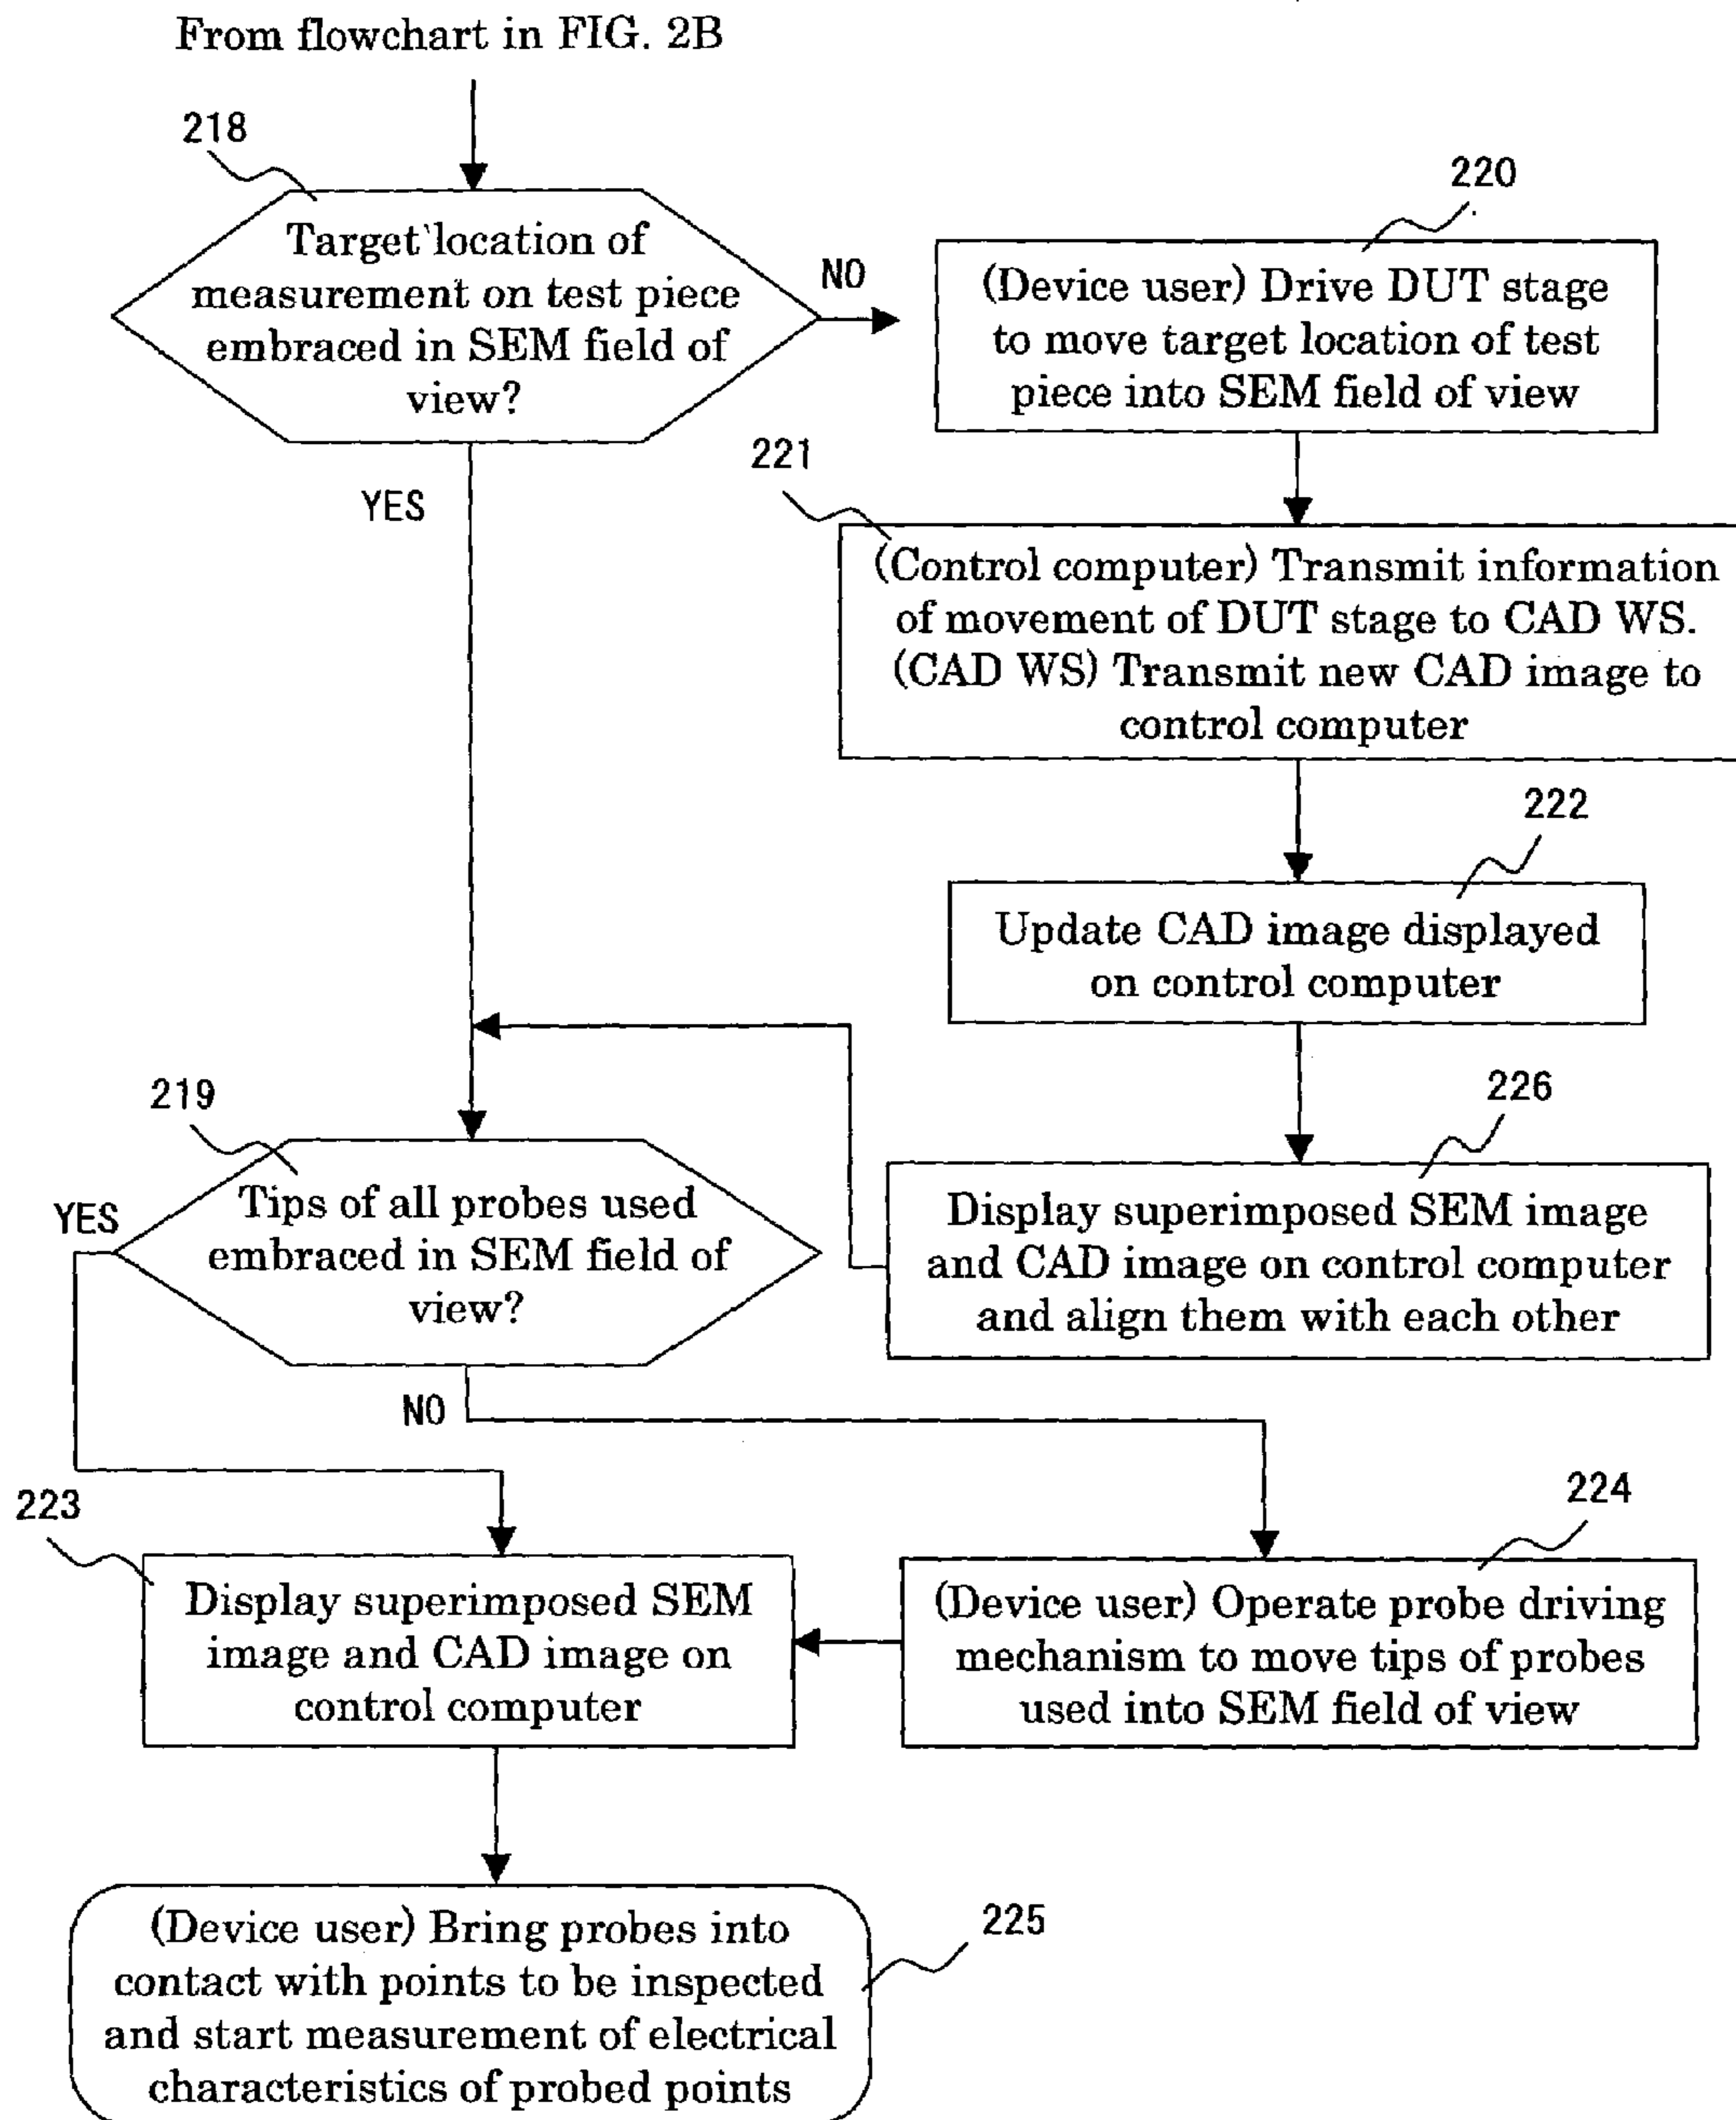 From flowchart in FIG. 2B
218
Target location of
measurement on test piece
embraced in SEM field of
view?
NO
YES
220
(Device user) Drive DUT stage
to move target location of test
piece into SEM field of view
221
(Control computer) Transmit information
of movement of DUT stage to CAD WS.
(CAD WS) Transmit new CAD image to
control computer
222
Update CAD image displayed
on control computer
226
Display superimposed SEM image
and CAD image on control computer
and align them with each other
219
Tips of all probes used
embraced in SEM field of
view?
YES
NO
224
(Device user) Operate probe driving
mechanism to move tips of probes
used into SEM field of view
223
Display superimposed SEM
image and CAD image on
control computer
225
(Device user) Bring probes into
contact with points to be inspected
and start measurement of electrical
characteristics of probed points